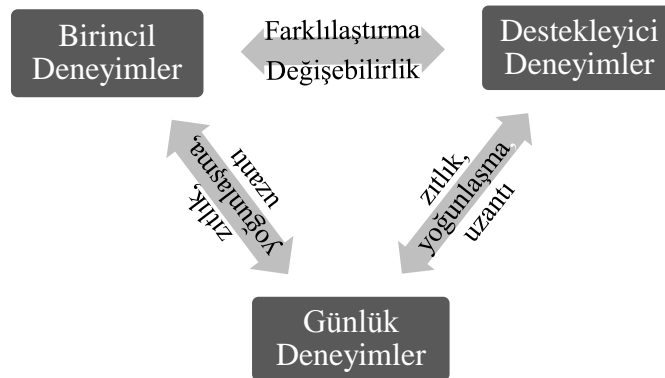 Birincil
Deneyimler
Farklılaştırma
Değişebilirlik
Destekleyici
Deneyimler
zıtlık,
yoğunlaşma,
uzantı
zıtlık,
yoğunlaşma,
uzantı
Günlük
Deneyimler